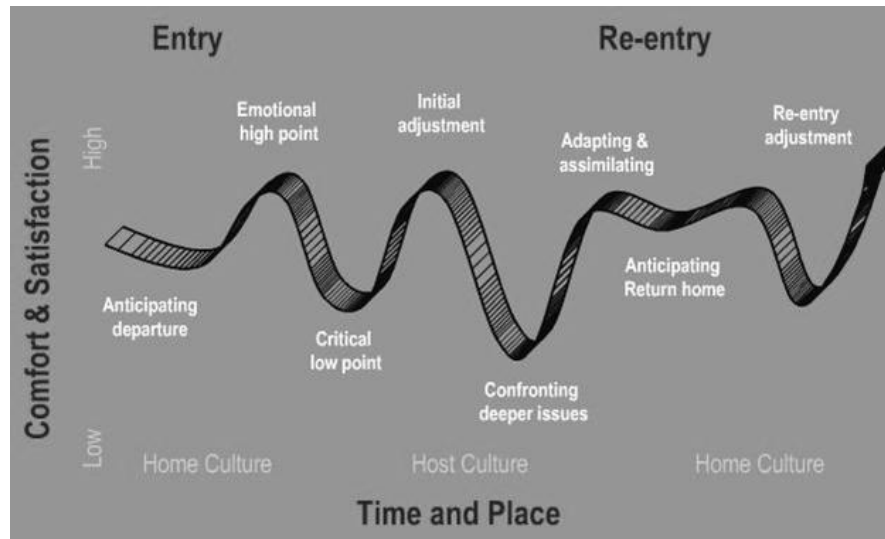 Entry
Re-entry
Comfort & Satisfaction
High
Low
Emotional
high point
Initial
adjustment
Adapting &
assimilating
Re-entry
adjustment
Anticipating
departure
Critical
low point
Confronting
deeper issues
Anticipating
Return home
Home Culture
Host Culture
Home Culture
Time and Place